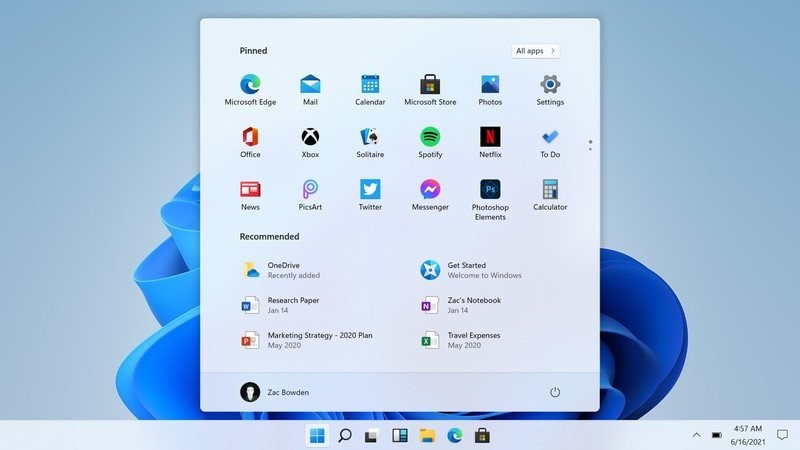 Pinned
All apps
Microsoft Edge
Mail
Calendar
Microsoft Store
Photos
Settings
Office
Xbox
Solitaire
Spotify
Netflix
To Do
News
PicsArt
Twitter
Messenger
Photoshop
Elements
Calculator
Recommended
OneDrive
Recently added
Get Started
Welcome to Windows
Research Paper
Jan 14
Zac's Notebook
Jan 14
Marketing Strategy - 2020 Plan
May 2020
Travel Expenses
May 2020
Zac Bowden
4:57 AM
6/16/2021